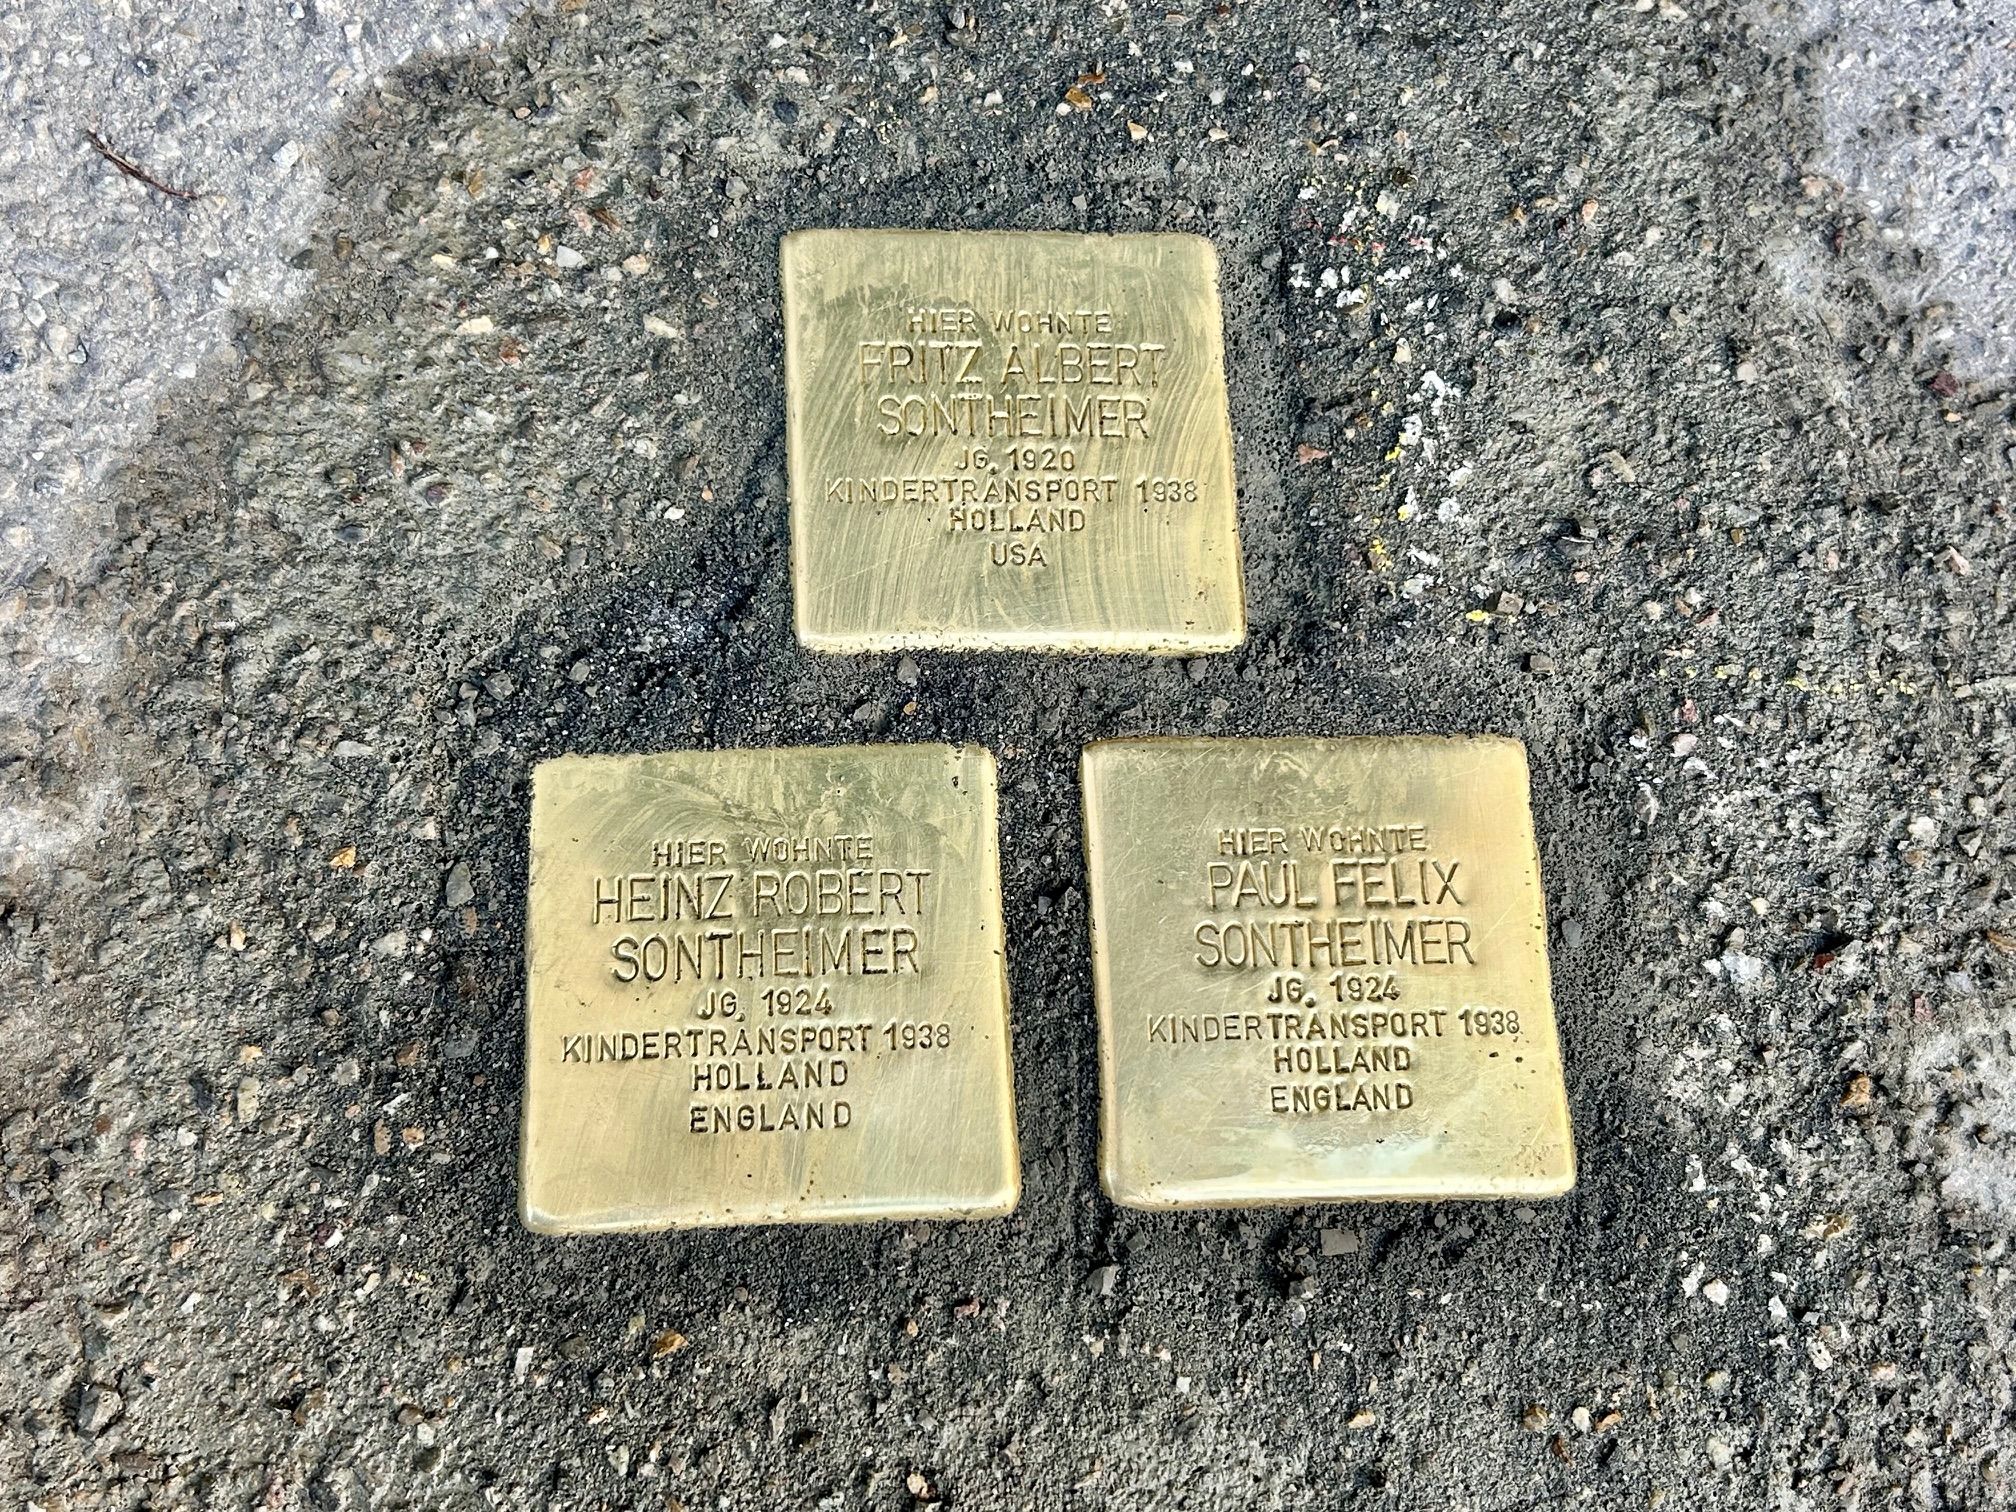 HIER WOHNTE
FRITZ ALBERT
SONTHEIMER
JG. 1920
KINDERTRANSPORT 1938
HOLLAND
USA
HIER WOHNTE
HEINZ ROBERT
SONTHEIMER
JG. 1924
KINDERTRANSPORT 1938
HOLLAND
ENGLAND
HIER WOHNTE
PAUL FELIX
SONTHEIMER
JG. 1924
KINDERTRANSPORT 1938
HOLLAND
ENGLAND